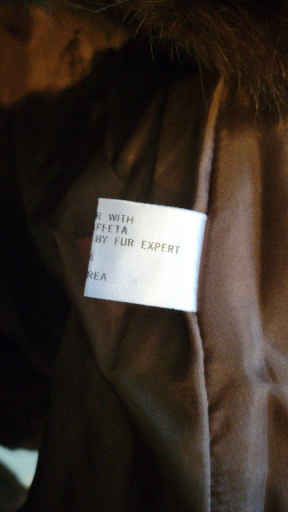 R WITH
FFETA
BY FUR EXPERT
REA